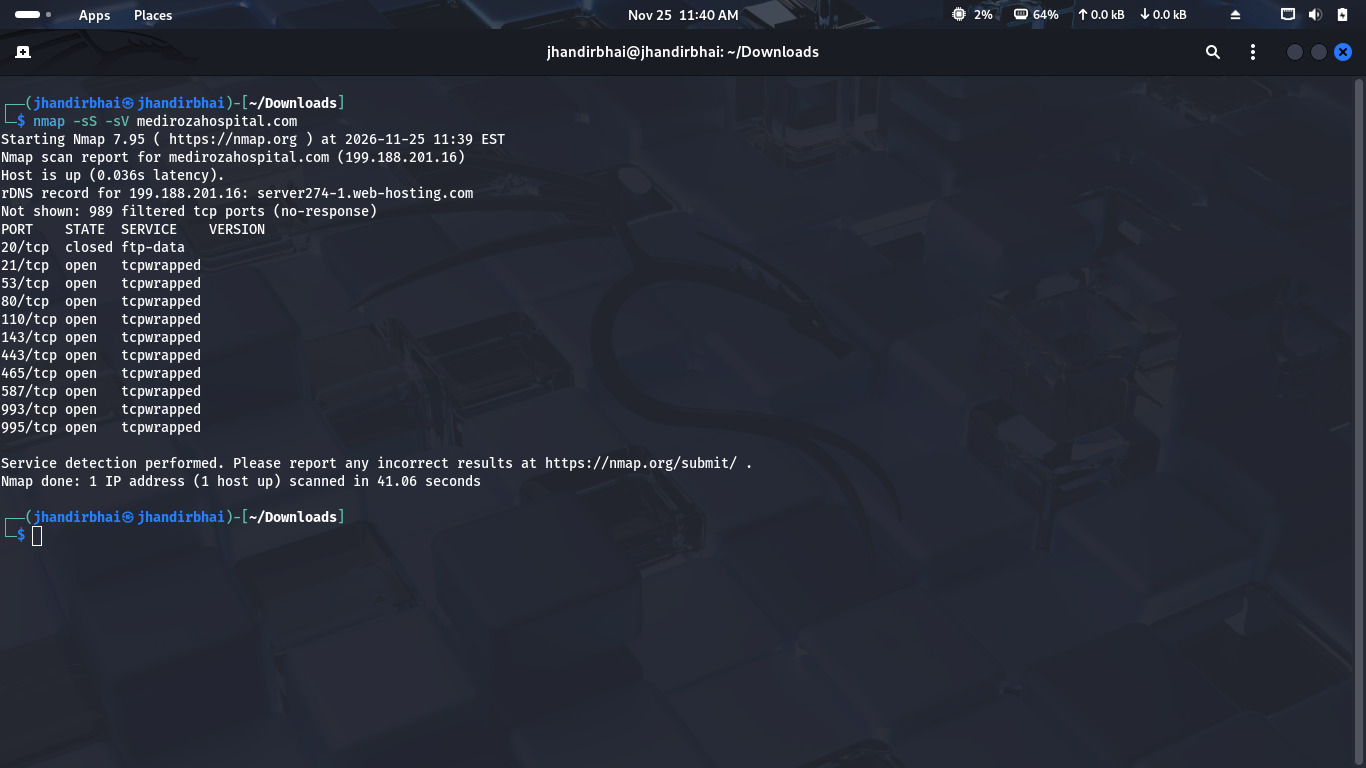 Apps Places Nov 25 11:40 AM 2% 64% 0.0 kB 0.0 kB
jhandirbhai@jhandirbhai: ~/Downloads
┌──(jhandirbhai㉿jhandirbhai)-[~/Downloads]
└─$ nmap -sS -sV medirozahospital.com
Starting Nmap 7.95 ( https://nmap.org ) at 2026-11-25 11:39 EST
Nmap scan report for medirozahospital.com (199.188.201.16)
Host is up (0.036s latency).
rDNS record for 199.188.201.16: server274-1.web-hosting.com
Not shown: 989 filtered tcp ports (no-response)
PORT    STATE  SERVICE    VERSION
20/tcp  closed ftp-data
21/tcp  open   tcpwrapped
53/tcp  open   tcpwrapped
80/tcp  open   tcpwrapped
110/tcp open   tcpwrapped
143/tcp open   tcpwrapped
443/tcp open   tcpwrapped
465/tcp open   tcpwrapped
587/tcp open   tcpwrapped
993/tcp open   tcpwrapped
995/tcp open   tcpwrapped
Service detection performed. Please report any incorrect results at https://nmap.org/submit/ .
Nmap done: 1 IP address (1 host up) scanned in 41.06 seconds
┌──(jhandirbhai㉿jhandirbhai)-[~/Downloads]
└─$